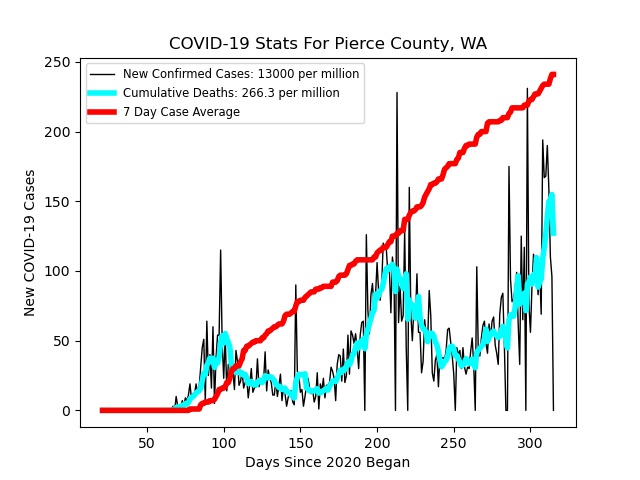 COVID-19 Stats For Pierce County, WA
New Confirmed Cases: 13000 per million
Cumulative Deaths: 266.3 per million
7 Day Case Average
250
200
150
100
50
0
New COVID-19 Cases
50 100 150 200 250 300
Days Since 2020 Began